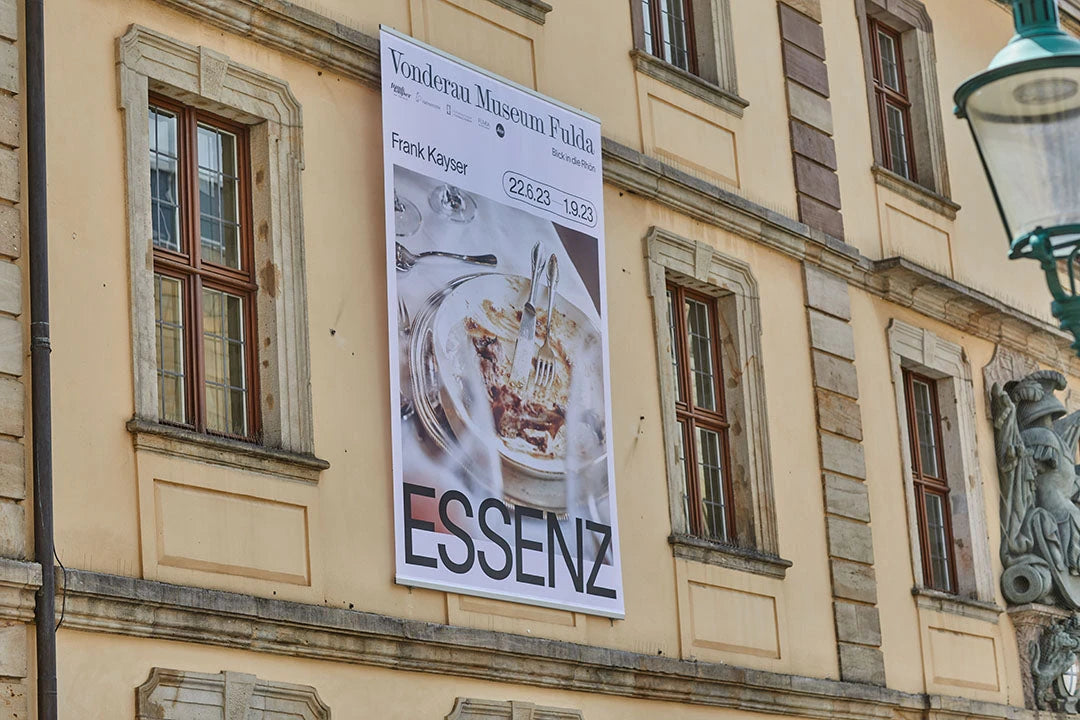 Vonderau Museum Fulda
Frank Kayser
Blick in die Rhön
22.6.23 – 1.9.23
ESSENZ